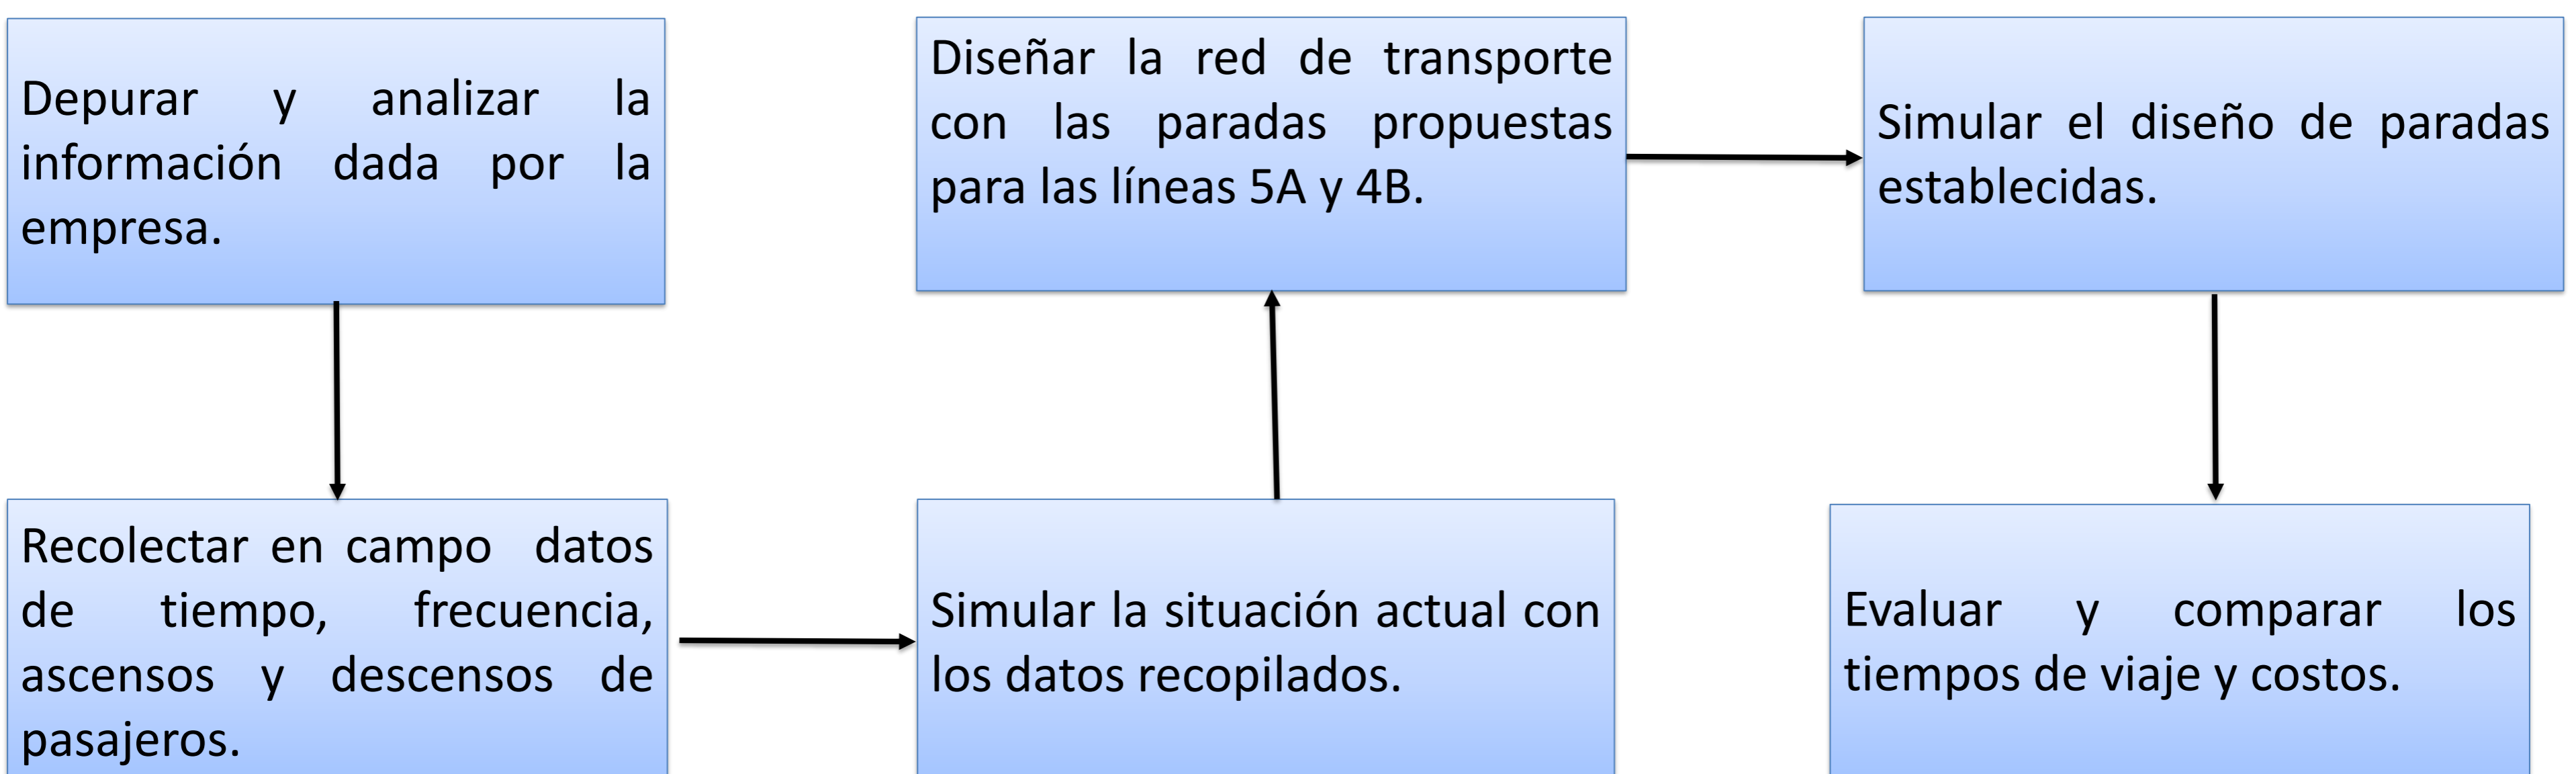 Depurar y analizar la
información dada por la
empresa.
Recolectar en campo datos
de tiempo, frecuencia,
ascensos y descensos de
pasajeros.
Simular la situación actual con
los datos recopilados.
Diseñar la red de transporte
con las paradas propuestas
para las líneas 5A y 4B.
Simular el diseño de paradas
establecidas.
Evaluar y comparar los
tiempos de viaje y costos.